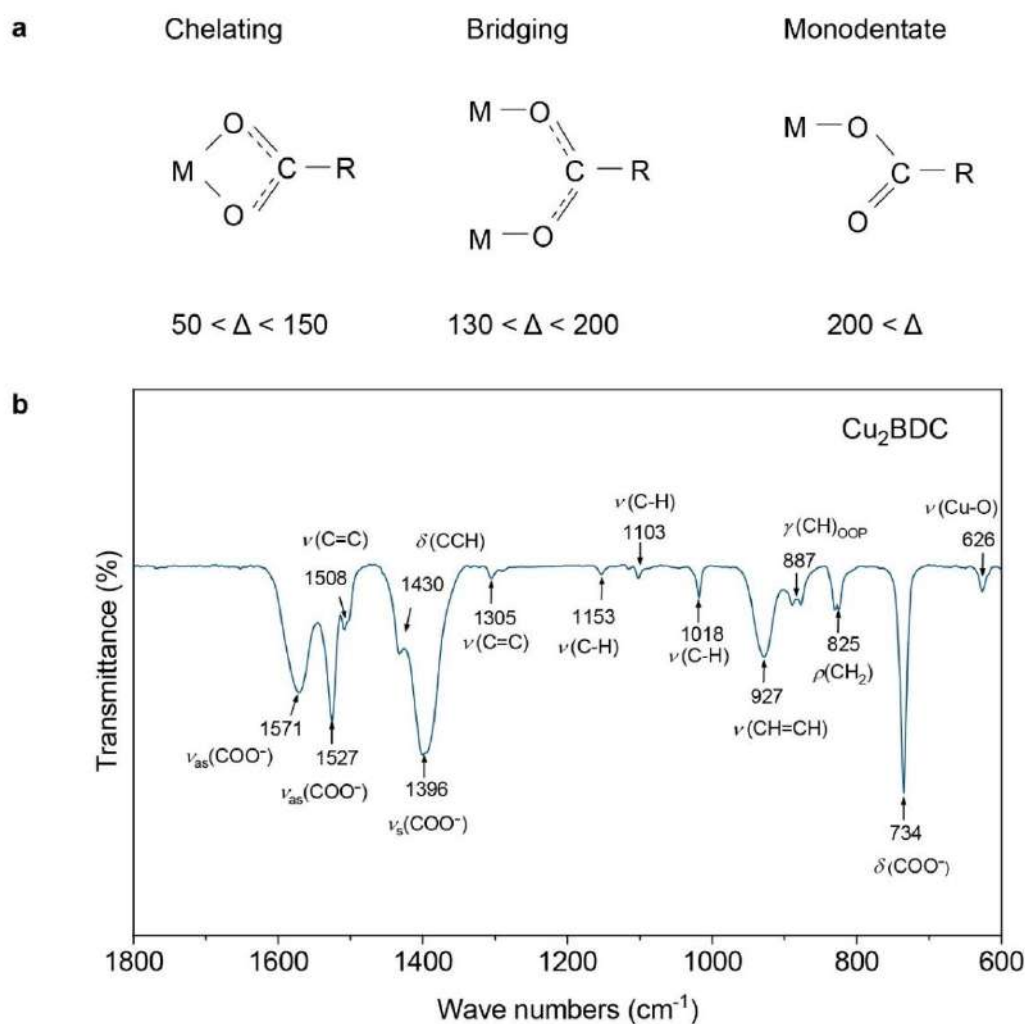 a
Chelating
Bridging
Monodentate
M
O
O
C
R
M
O
C
R
M
O
M
O
C
R
O
50 < Δ < 150
130 < Δ < 200
200 < Δ
b
Cu₂BDC
Transmittance (%)
ν(C=C)
1508
δ(CCH)
1430
ν(C-H)
1103
γ(CH)OOP
887
ν(Cu-O)
626
1305
ν(C=C)
1153
ν(C-H)
1018
ν(C-H)
825
ρ(CH₂)
927
ν(CH=CH)
1571
νas(COO⁻)
1527
νas(COO⁻)
1396
νs(COO⁻)
734
δ(COO⁻)
1800
1600
1400
1200
1000
800
600
Wave numbers (cm⁻¹)